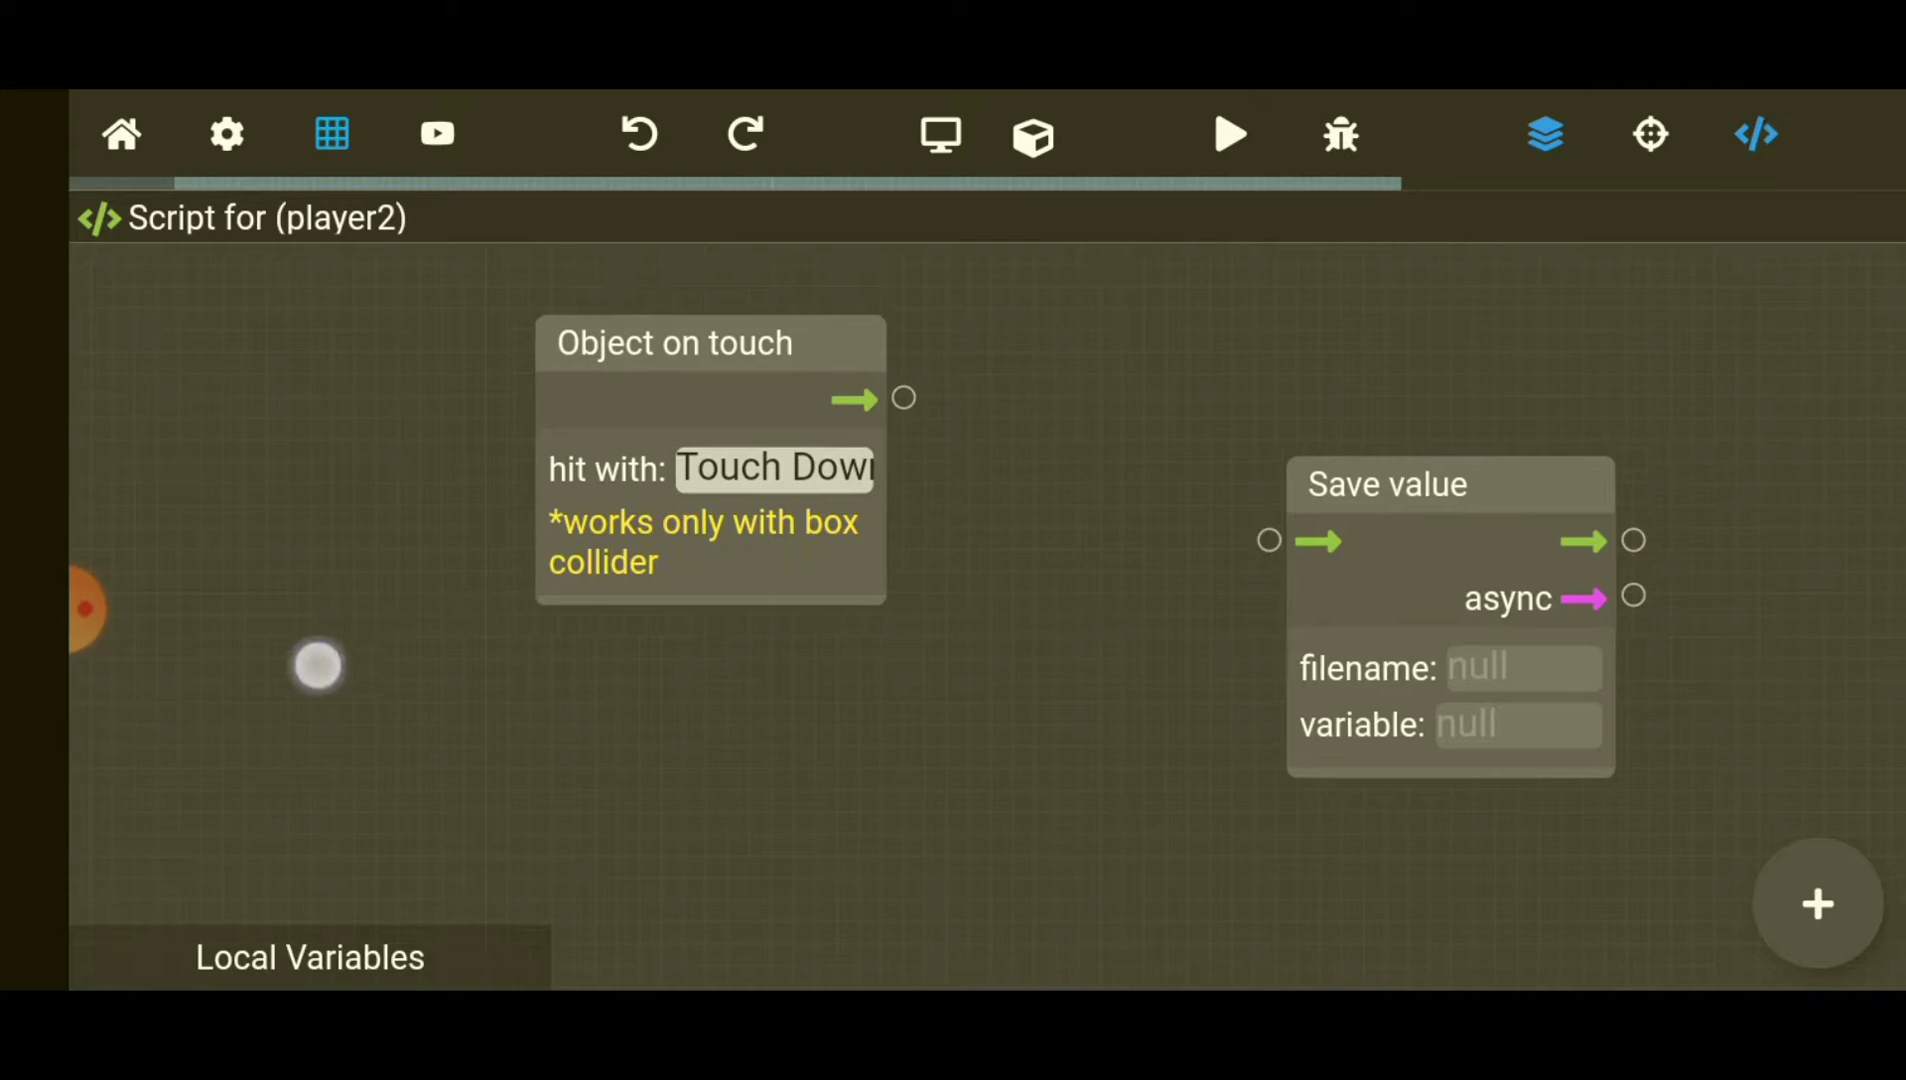 Script for (player2)
Object on touch
hit with: Touch Dow
*works only with box
collider
Save value
async
filename: null
variable: null
Local Variables